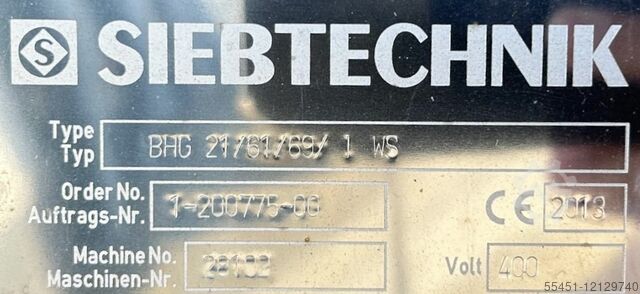 S SIEBTECHNIK
Type
Typ BHG 21/61/69/ 1 WS
Order No.
Auftrags-Nr. 1-200775-00 CE 2013
Machine No.
Maschinen-Nr. Volt 400
55451-12129740